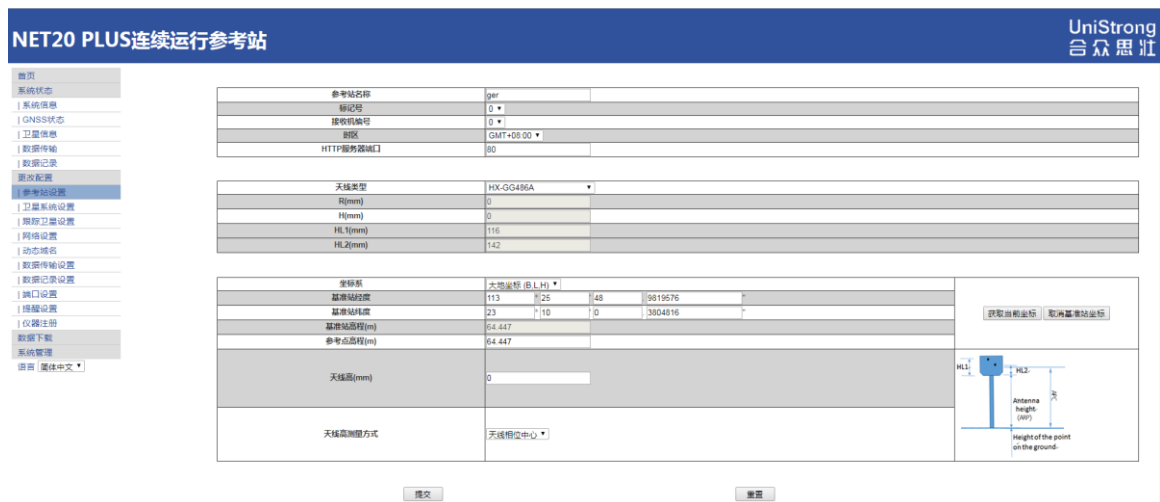 NET20 PLUS连续运行参考站
UniStrong
合众思壮
首页
系统状态
| 系统信息
| GNSS状态
| 卫星信息
| 数据传输
| 数据记录
更改配置
| 参考站设置
| 卫星系统设置
| 跟踪卫星设置
| 网络设置
| 动态域名
| 数据传输设置
| 数据记录设置
| 端口设置
| 提醒设置
| 仪器注册
数据下载
系统管理
语言 简体中文
参考站名称 ger
标记号 0
接收机编号 0
时区 GMT+08:00
HTTP服务器端口 80
天线类型 HX-GG486A
R(mm) 0
H(mm) 0
HL1(mm) 116
HL2(mm) 142
坐标系 大地坐标 (B,L,H)
基准站经度 113 ° 25 ' 48 . 9819576 "
基准站纬度 23 ° 10 ' 0 . 3804816 "
基准站高程(m) 64.447
参考点高程(m) 64.447
获取当前坐标 取消基准站坐标
天线高(mm) 0
天线高测量方式 天线相位中心
HL1
HL2
Antenna
height
(ARP)
APC
Height of the point
on the ground
提交 重置